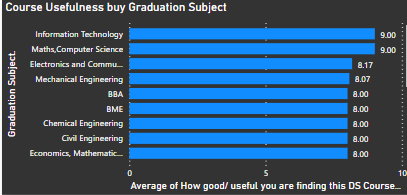 Course Usefulness buy Graduation Subject
Graduation Subject.
Information Technology
9.00
Maths,Computer Science
9.00
Electronics and Commu...
8.17
Mechanical Engineering
8.07
BBA
8.00
BME
8.00
Chemical Engineering
8.00
Civil Engineering
8.00
Economics, Mathematic...
8.00
0
5
10
Average of How good/ useful you are finding this DS Course...